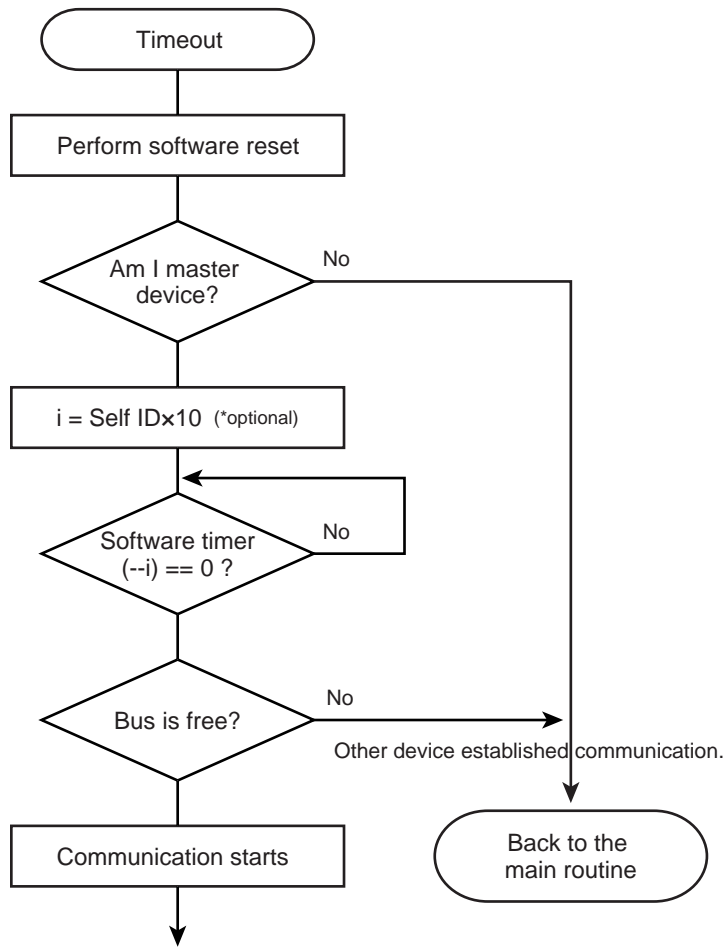 Timeout
Perform software reset
Am I master
device?
No
i = Self ID×10 (*optional)
Software timer
(--i) == 0 ?
No
Bus is free?
No
Other device established communication.
Communication starts
Back to the
main routine